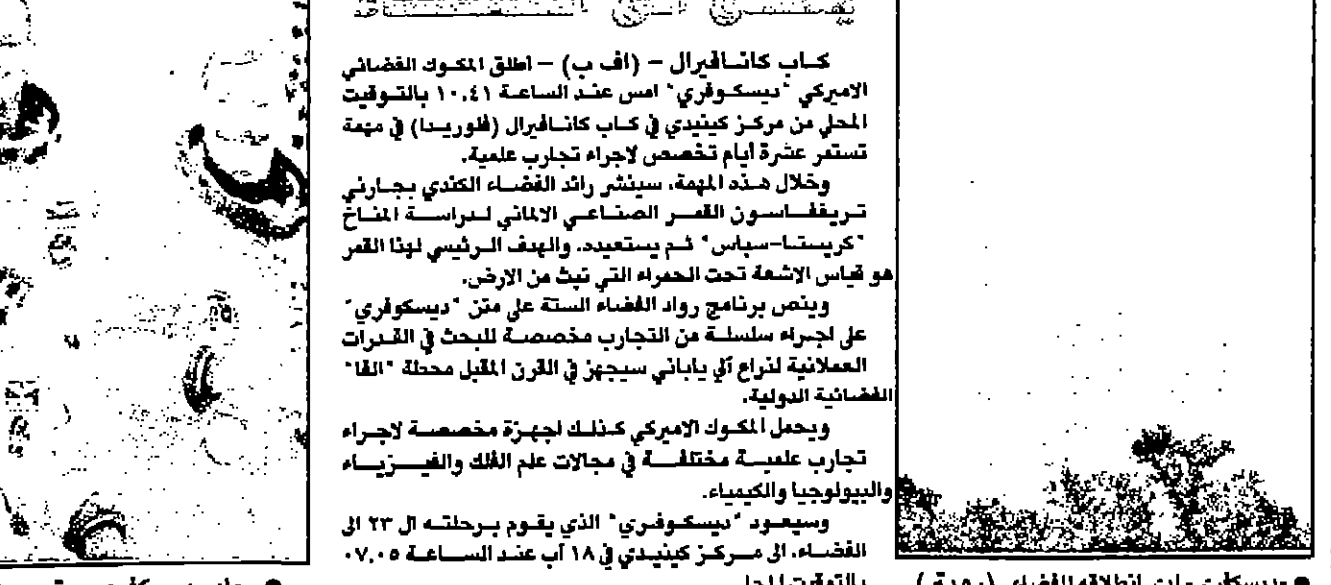 كاب كانافيرال – (اف ب) – اطلق المكوك الفضائي
الاميركي "ديسكوفري" امس عند الساعة ١٠,٤١ بالتوقيت
المحلي من مركز كينيدي في كاب كانافيرال (فلوريدا) في مهمة
تستمر عشرة أيام تخصص لاجراء تجارب علمية.
وخلال هذه المهمة، سينشر رائد الفضاء الكندي بجارني
تريغفاسون القمر الصناعي الالماني لدراسة المناخ
"كريستا-سباس" ثم يستعيده. والهدف الرئيسي لهذا القمر
هو قياس الاشعة تحت الحمراء التي تبث من الارض.
وينص برنامج رواد الفضاء الستة على متن "ديسكوفري"
على اجراء سلسلة من التجارب مخصصة للبحث في القدرات
العملانية لذراع آلي ياباني سيجهز في القرن المقبل محطة "الفا"
الفضائية الدولية.
ويحمل المكوك الاميركي كذلك اجهزة مخصصة لاجراء
تجارب علمية مختلفة في مجالات علم الفلك والفيزياء
والبيولوجيا والكيمياء.
وسيعود "ديسكوفري" الذي يقوم برحلته ال ٢٣ الى
الفضاء، الى مركز كينيدي في ١٨ آب عند الساعة ٠٧,٠٥
بالتوقيت المحلي
انطلاقه للفضاء